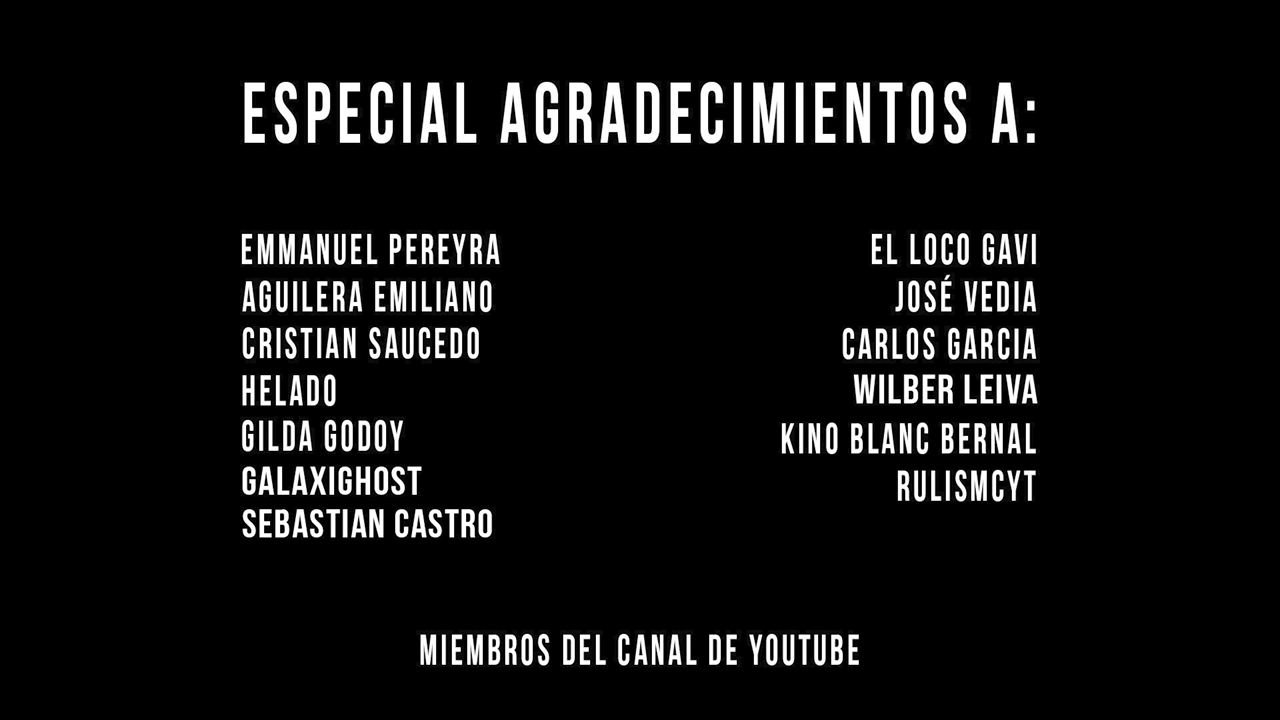 ESPECIAL AGRADECIMIENTOS A:
EMMANUEL PEREYRA
AGUILERA EMILIANO
CRISTIAN SAUCEDO
HELADO
GILDA GODOY
GALAXIGHOST
SEBASTIAN CASTRO
EL LOCO GAVI
JOSÉ VEDIA
CARLOS GARCIA
WILBER LEIVA
KINO BLANC BERNAL
RULISMCYT
MIEMBROS DEL CANAL DE YOUTUBE